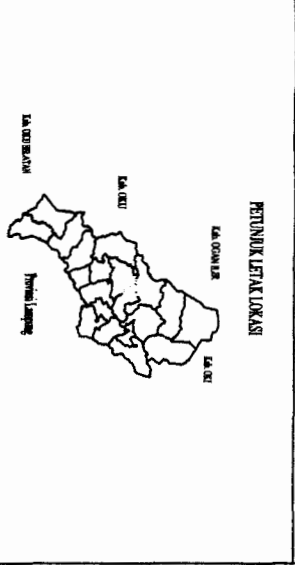 PETUNJUK LETAK LOKASI
Kab. OGAN ILIR
Kab. OKI
Kab. OKU
Kab. OKU SELATAN
Provinsi Lampung